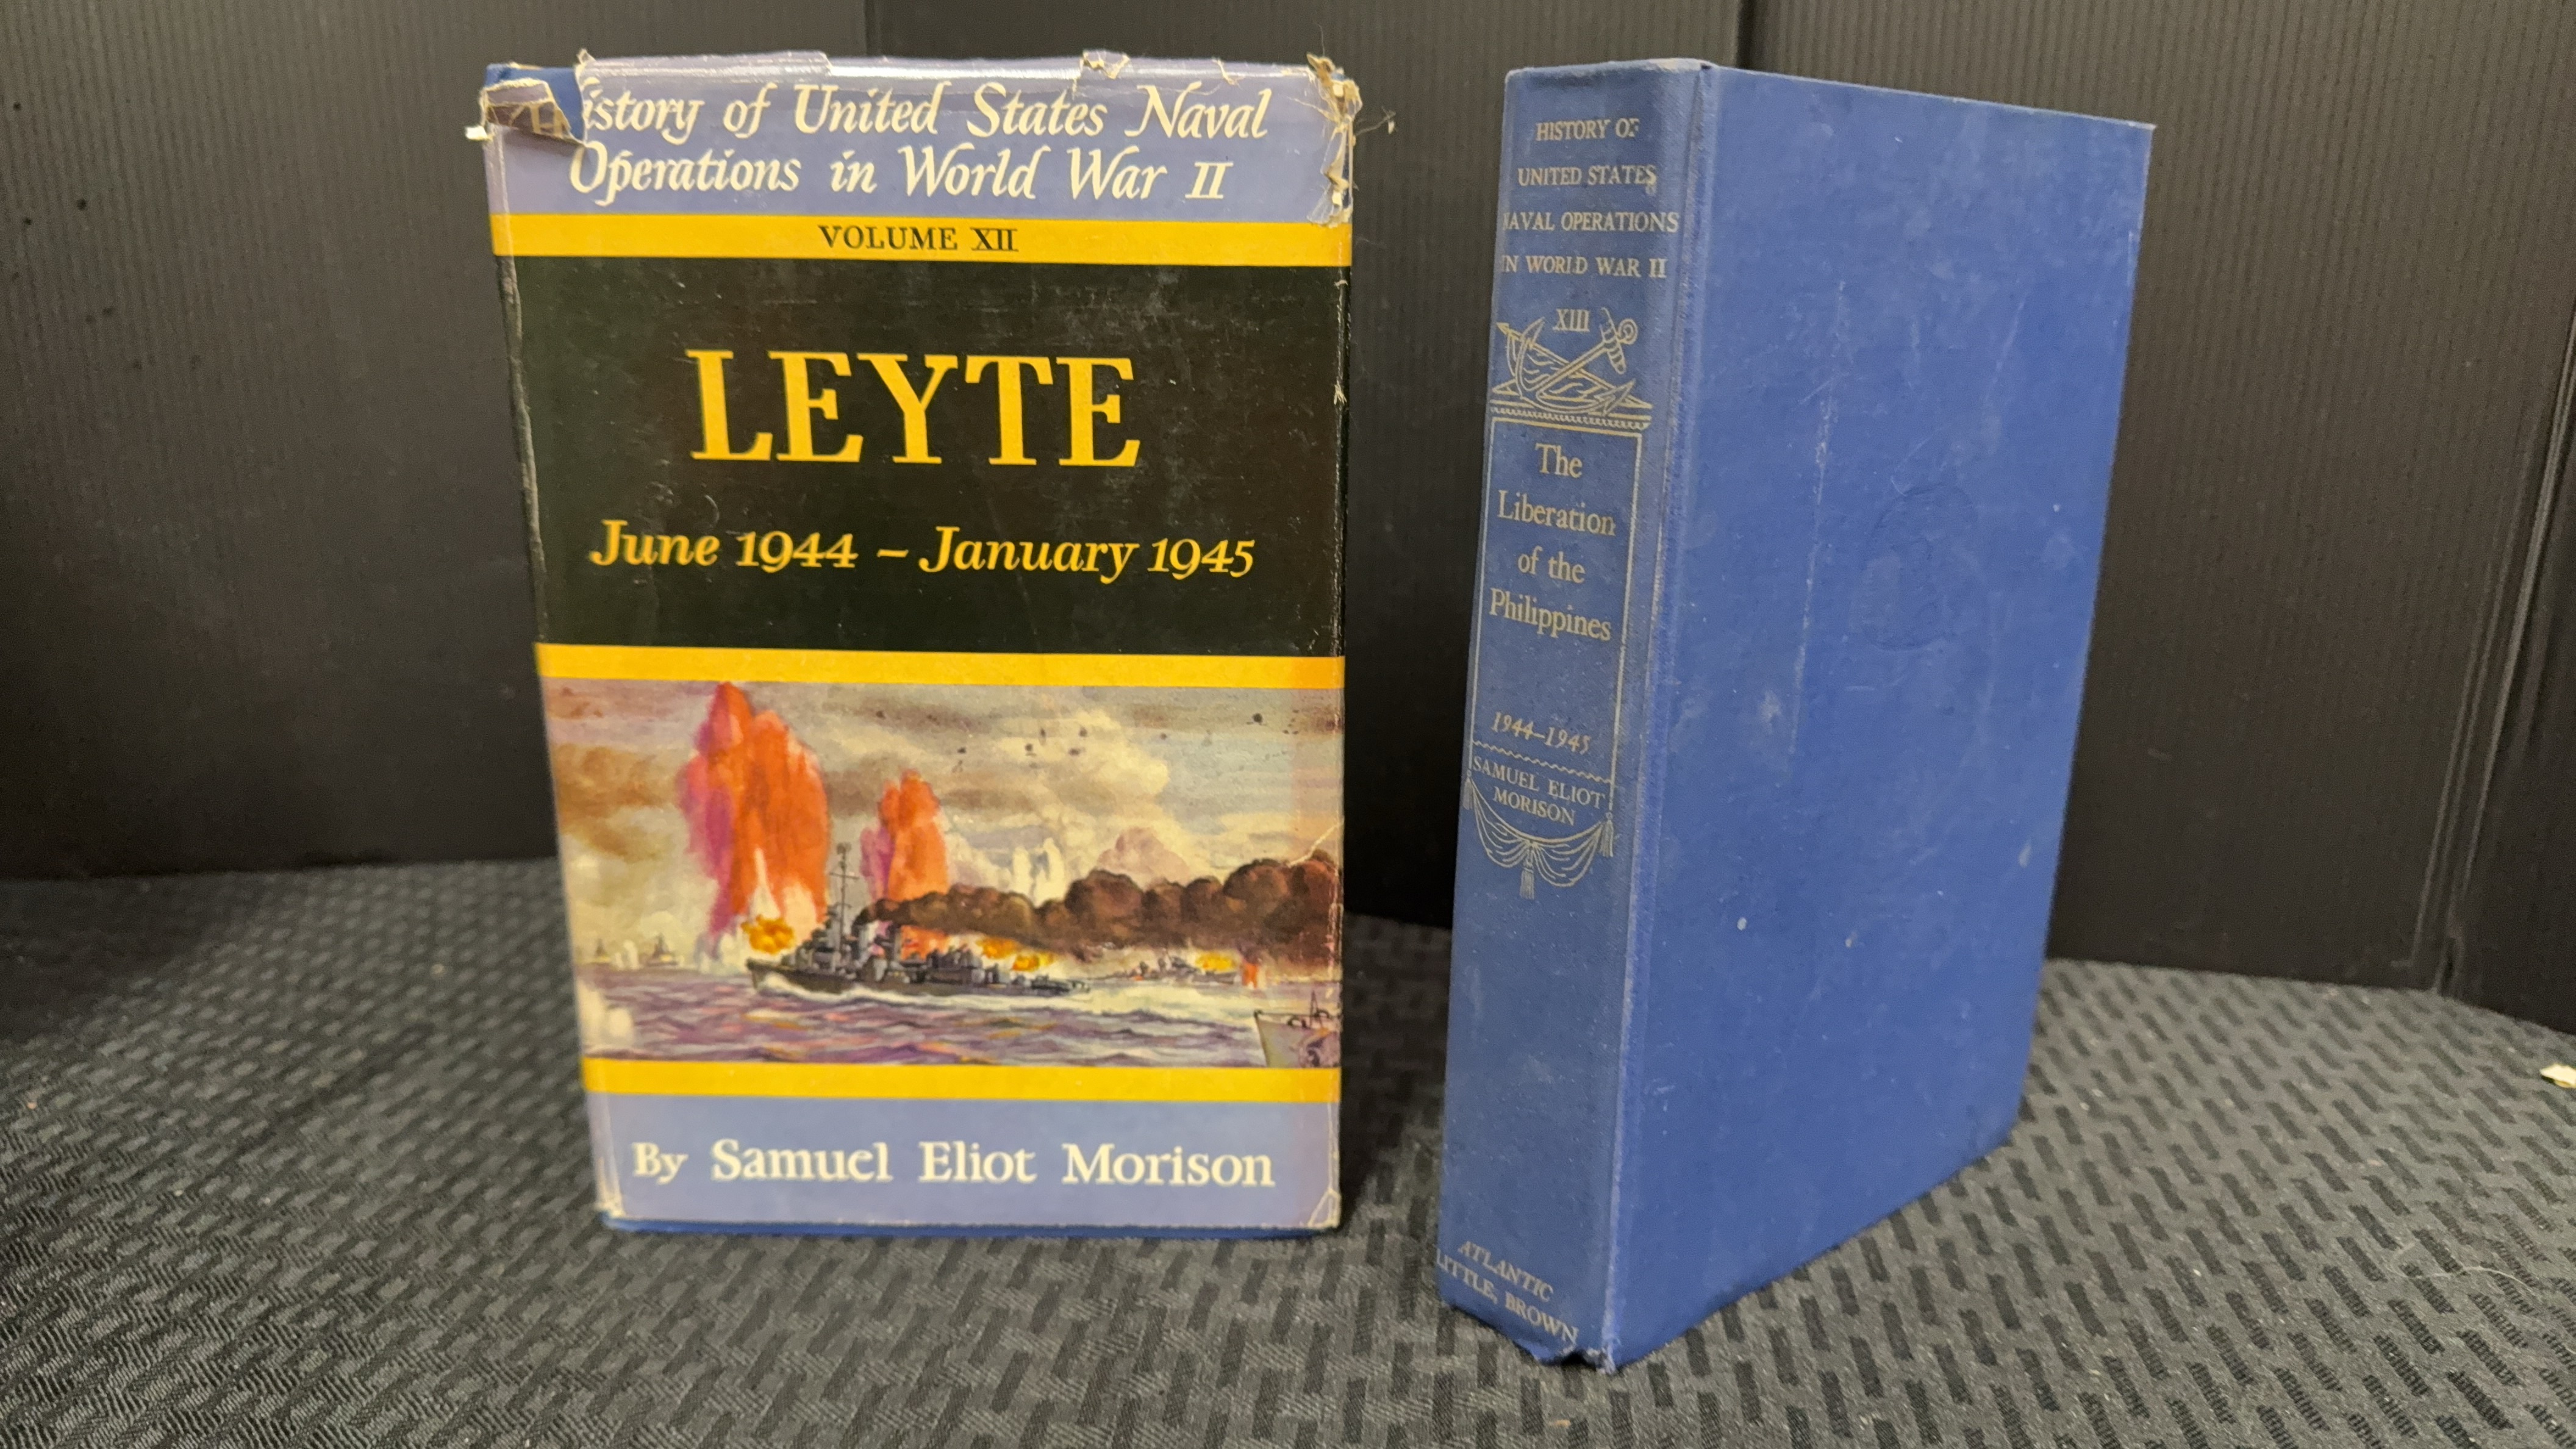 istory of United States Naval
Operations in World War II
VOLUME XII
LEYTE
June 1944 – January 1945
By Samuel Eliot Morison
HISTORY OF
UNITED STATES
NAVAL OPERATIONS
IN WORLD WAR II
XIII
The
Liberation
of the
Philippines
1944–1945
SAMUEL ELIOT
MORISON
ATLANTIC
LITTLE, BROWN